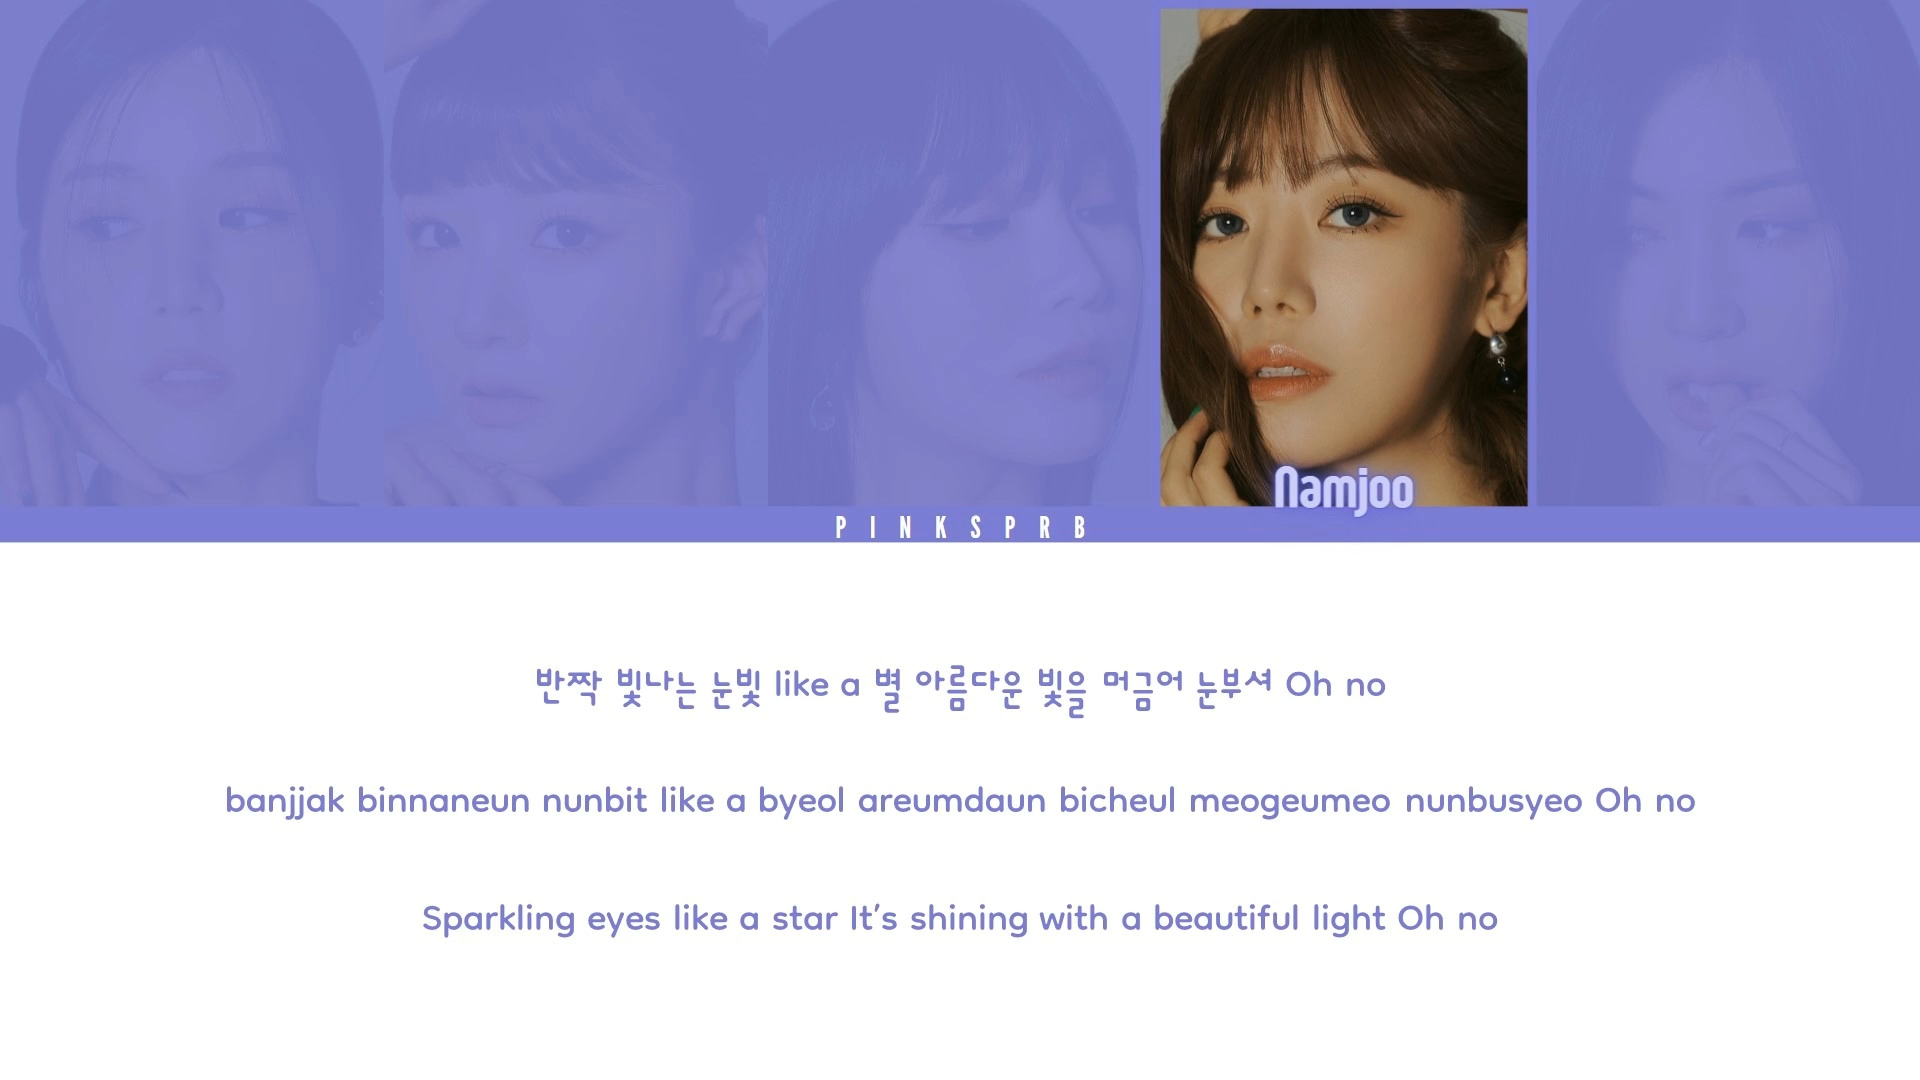 Namjoo
PINKSPRB
반짝 빛나는 눈빛 like a 별 아름다운 빛을 머금어 눈부셔 Oh no
banjjak binnaneun nunbit like a byeol areumdaun bicheul meogeumeo nunbusyeo Oh no
Sparkling eyes like a star It's shining with a beautiful light Oh no